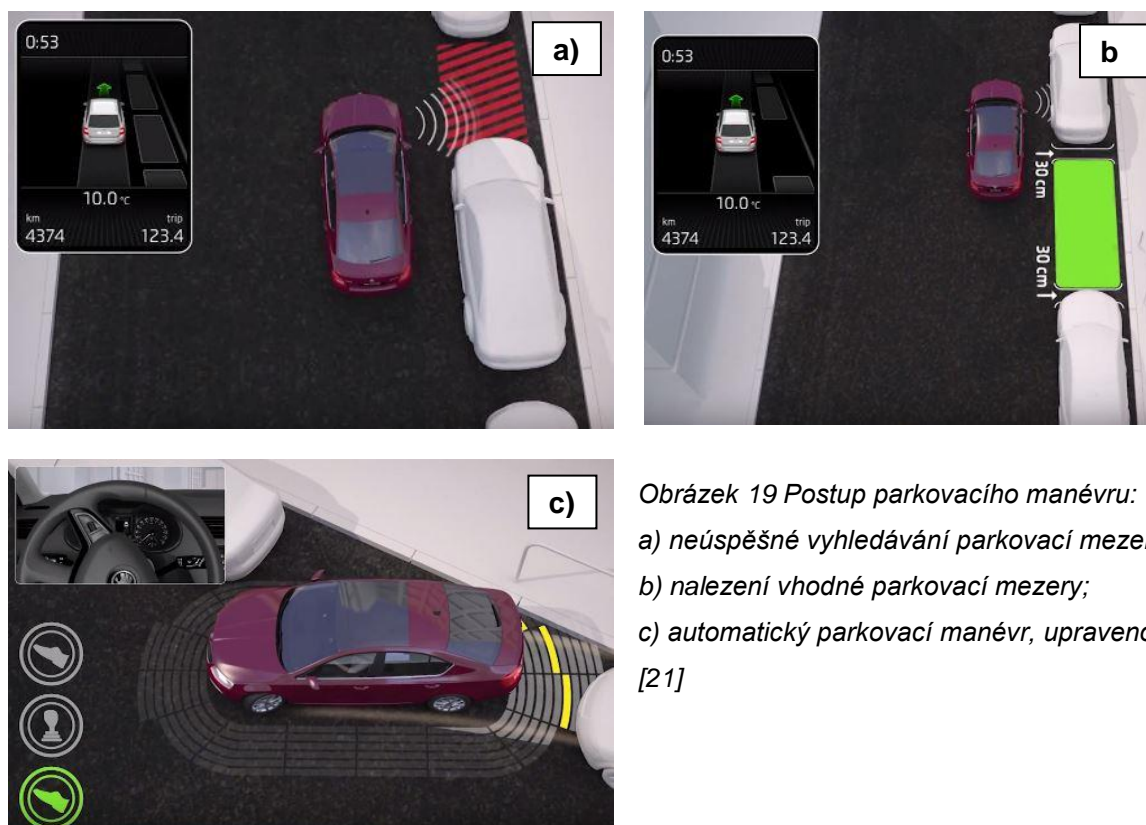 0:53
a)
10.0 °C
km trip
4374 123.4
0:53
b
30 cm
30 cm
10.0 °C
km trip
4374 123.4
c)
Obrázek 19 Postup parkovacího manévru:
a) neúspěšné vyhledávání parkovací meze
b) nalezení vhodné parkovací mezery;
c) automatický parkovací manévr, upraveno
[21]